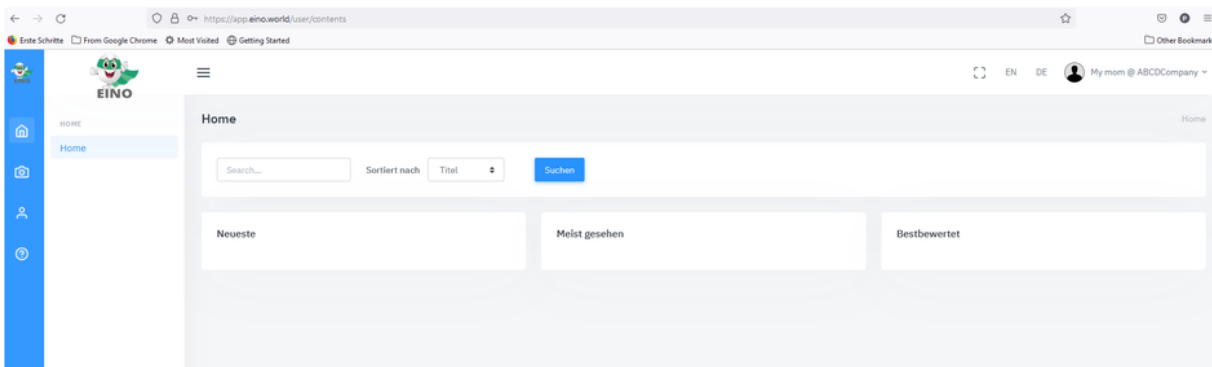 https://app.eino.world/user/contents
Erste Schritte From Google Chrome Most Visited Getting Started Other Bookmark
EINO
EN DE My mom @ ABCDCompany
HOME
Home
Home
Home
Search... Sortiert nach Titel Suchen
Neueste Meist gesehen Bestbewertet